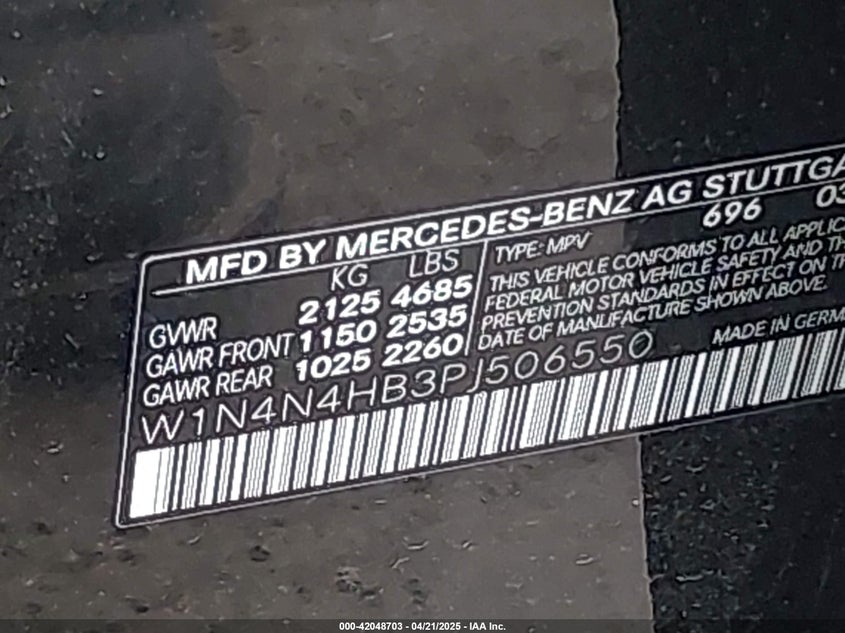 MFD BY MERCEDES-BENZ AG STUTTGA
696 03
KG LBS
GVWR 2125 4685
GAWR FRONT 1150 2535
GAWR REAR 1025 2260
TYPE: MPV
THIS VEHICLE CONFORMS TO ALL APPLIC
FEDERAL MOTOR VEHICLE SAFETY AND TH
PREVENTION STANDARDS IN EFFECT ON TH
DATE OF MANUFACTURE SHOWN ABOVE.
MADE IN GERM
W1N4N4HB3PJ506550
000-42048703 - 04/21/2025 - IAA Inc.